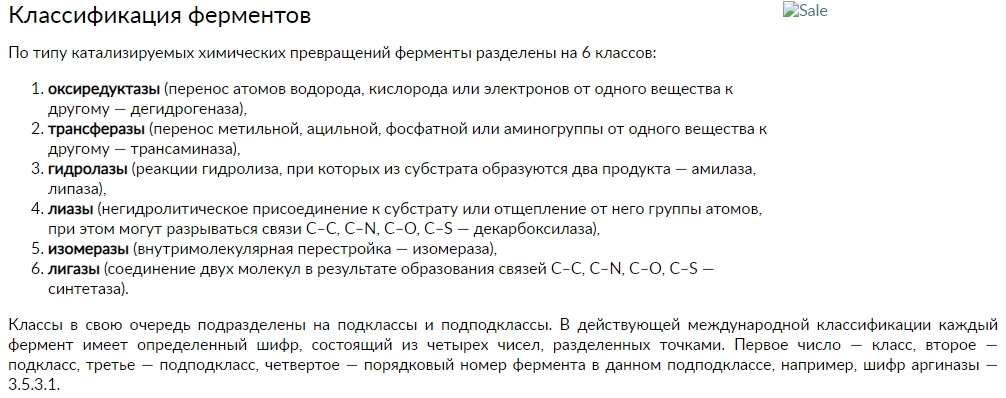 Классификация ферментов
Sale
По типу катализируемых химических превращений ферменты разделены на 6 классов:
1. оксиредуктазы (перенос атомов водорода, кислорода или электронов от одного вещества к
другому — дегидрогеназа),
2. трансферазы (перенос метильной, ацильной, фосфатной или аминогруппы от одного вещества к
другому — трансаминаза),
3. гидролазы (реакции гидролиза, при которых из субстрата образуются два продукта — амилаза,
липаза),
4. лиазы (негидролитическое присоединение к субстрату или отщепление от него группы атомов,
при этом могут разрываться связи C–C, C–N, C–O, C–S — декарбоксилаза),
5. изомеразы (внутримолекулярная перестройка — изомераза),
6. лигазы (соединение двух молекул в результате образования связей C–C, C–N, C–O, C–S —
синтетаза).
Классы в свою очередь подразделены на подклассы и подподклассы. В действующей международной классификации каждый
фермент имеет определенный шифр, состоящий из четырех чисел, разделенных точками. Первое число — класс, второе —
подкласс, третье — подподкласс, четвертое — порядковый номер фермента в данном подподклассе, например, шифр аргиназы —
3.5.3.1.